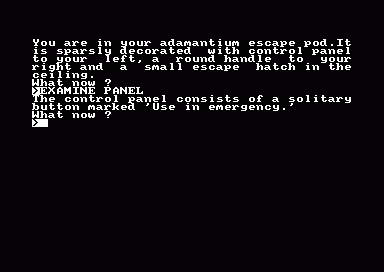 You are in your adamantium escape pod.It
is sparsly decorated with control panel
to your left, a round handle to your
right and a small escape hatch in the
ceiling.
What now ?
>EXAMINE PANEL
The control panel consists of a solitary
button marked 'Use in emergency.'
What now ?
>